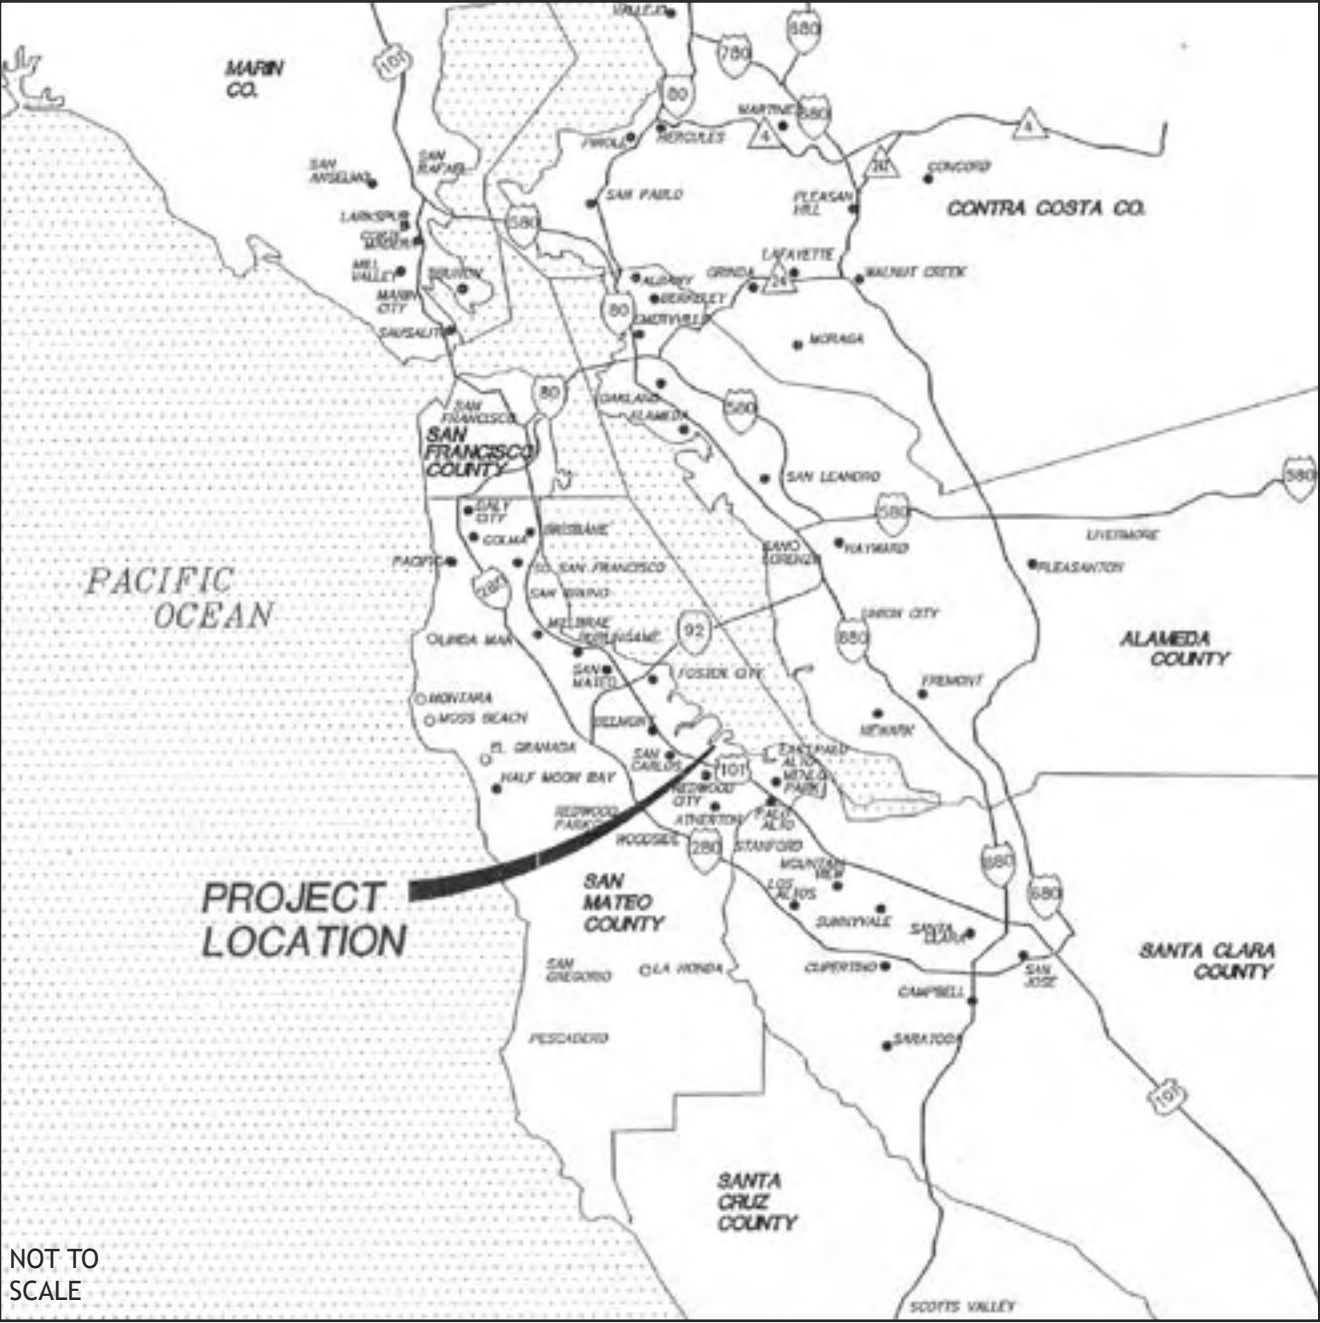 VALLEJO
680
780
101
MARIN
CO.
80
MARTINEZ
680
4
4
HERCULES
PINOLE
242
CONCORD
SAN
ANSELMO
SAN
RAFAEL
SAN PABLO
PLEASAN
HILL
CONTRA COSTA CO.
LARKSPUR
CORTE
MADERA
580
MILL
VALLEY
TIBURON
LAFAYETTE
ORINDA
24
WALNUT CREEK
ALBANY
BERKELEY
MARIN
CITY
80
EMERYVILLE
SAUSALITO
MORAGA
80
OAKLAND
580
SAN
FRANCISCO
ALAMEDA
SAN
FRANCISCO
COUNTY
SAN LEANDRO
580
DALY
CITY
580
COLMA
BRISBANE
LIVERMORE
HAYWARD
PACIFIC
SO. SAN FRANCISCO
PLEASANTON
PACIFIC
OCEAN
280
SAN BRUNO
UNION CITY
MILLBRAE
92
880
LINDA MAR
BURLINGAME
ALAMEDA
COUNTY
SAN
MATEO
FOSTER CITY
FREMONT
MONTARA
MOSS BEACH
BELMONT
NEWARK
EL GRANADA
SAN
CARLOS
EAST PALO
ALTO
101
MENLO
PARK
HALF MOON BAY
REDWOOD
CITY
REDWOOD
ATHERTON
PALO
ALTO
WOODSIDE
280
STANFORD
MOUNTAIN
VIEW
880
PROJECT
LOCATION
SAN
MATEO
COUNTY
LOS
ALTOS
680
SUNNYVALE
SANTA
CLARA
SANTA CLARA
COUNTY
SAN
GREGORIO
LA HONDA
CUPERTINO
SAN
JOSE
CAMPBELL
PESCADERO
SARATOGA
101
SANTA
CRUZ
COUNTY
NOT TO
SCALE
SCOTTS VALLEY